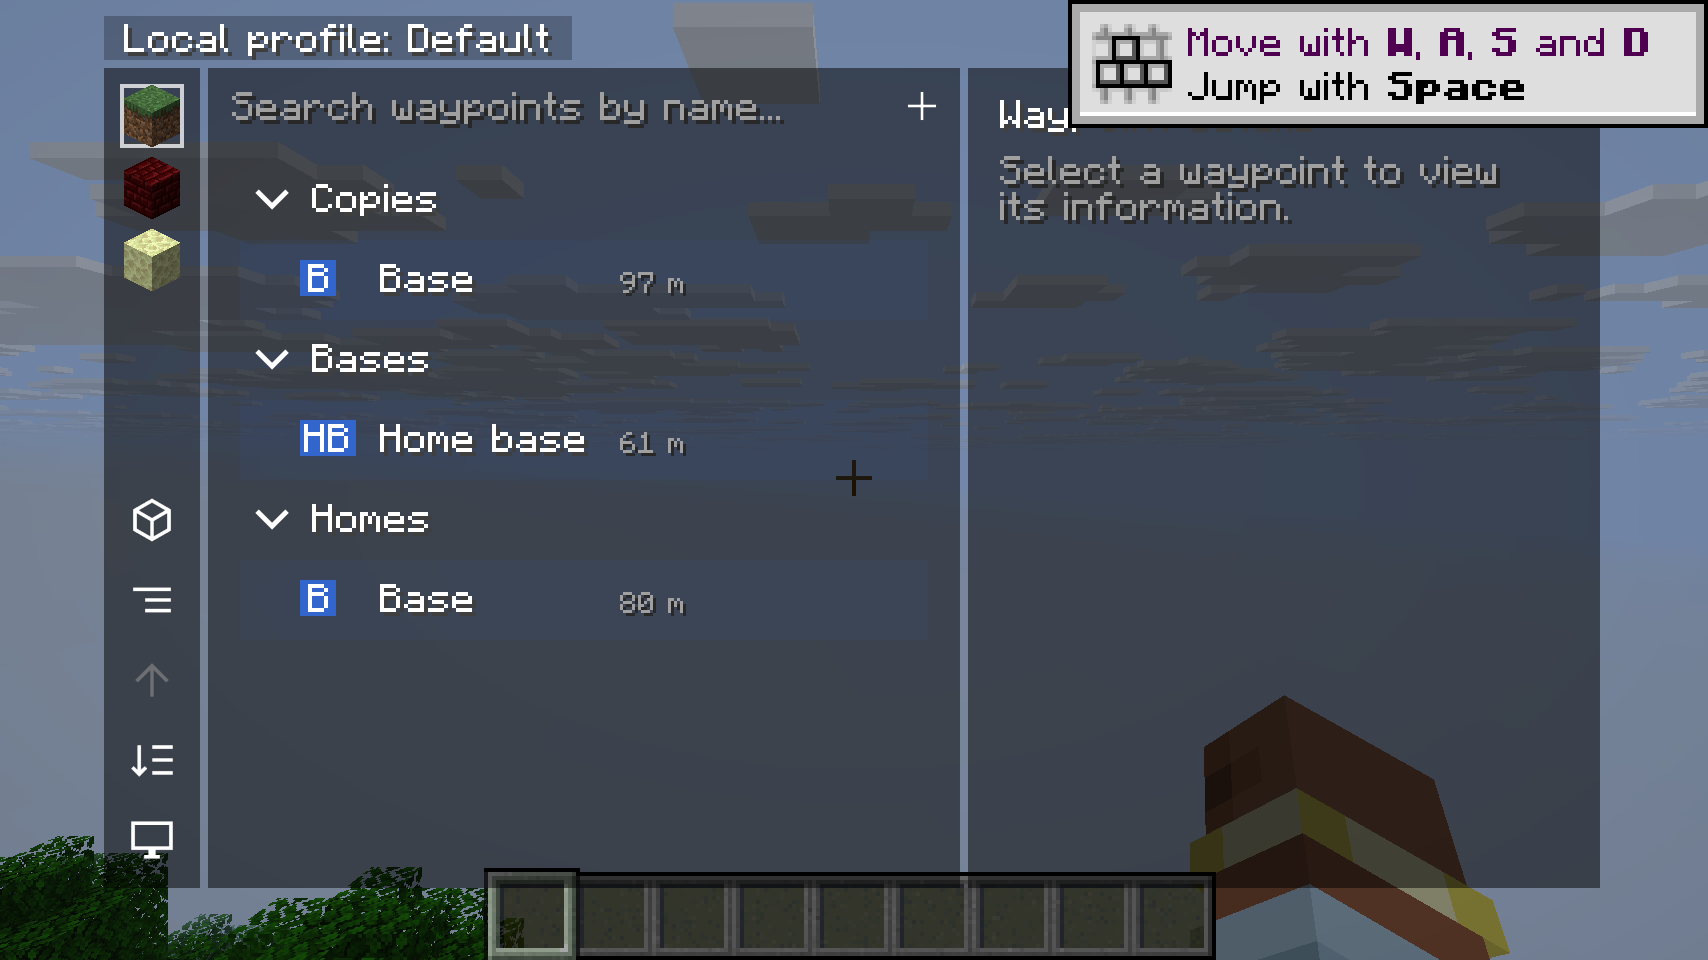 Local profile: Default
Move with W, A, S and D
Jump with Space
Search waypoints by name...
Way
Select a waypoint to view
its information.
Copies
B Base 97 m
Bases
HB Home base 61 m
Homes
B Base 80 m